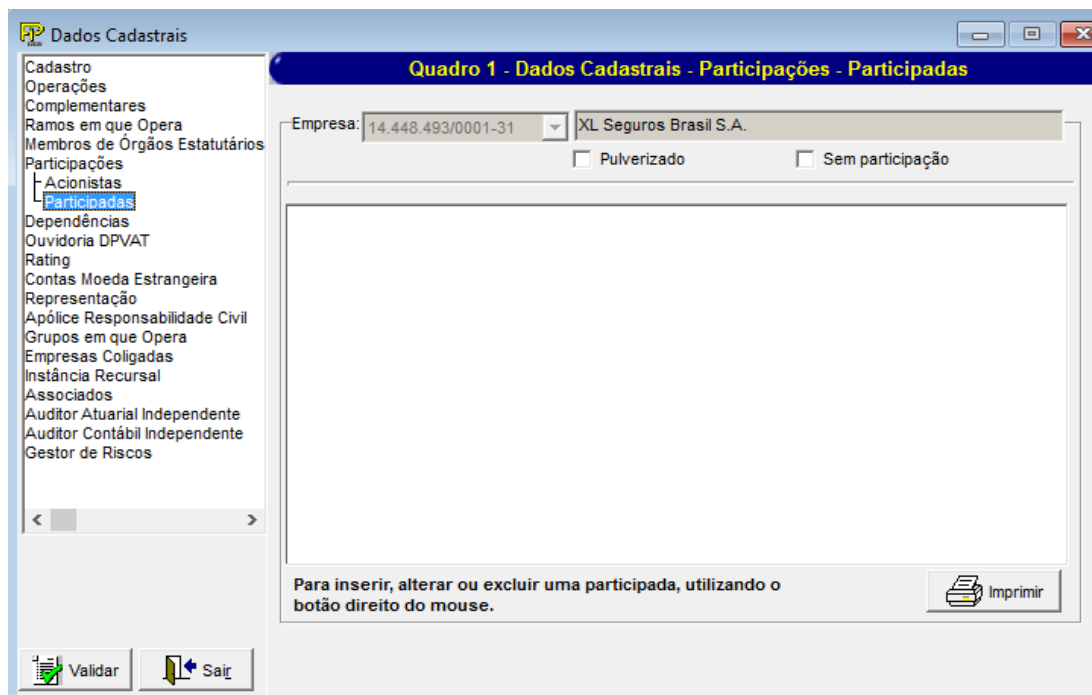 Dados Cadastrais
Cadastro
Operações
Complementares
Ramos em que Opera
Membros de Órgãos Estatutários
Participações
Acionistas
Participadas
Dependências
Ouvidoria DPVAT
Rating
Contas Moeda Estrangeira
Representação
Apólice Responsabilidade Civil
Grupos em que Opera
Empresas Coligadas
Instância Recursal
Associados
Auditor Atuarial Independente
Auditor Contábil Independente
Gestor de Riscos
Validar
Sair
Quadro 1 - Dados Cadastrais - Participações - Participadas
Empresa: 14.448.493/0001-31 XL Seguros Brasil S.A.
Pulverizado Sem participação
Para inserir, alterar ou excluir uma participada, utilizando o
botão direito do mouse.
Imprimir